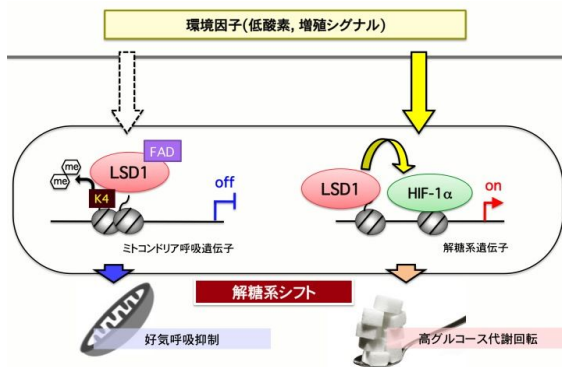 環境因子(低酸素, 増殖シグナル)
FAD
LSD1
me
me
K4
off
ミトコンドリア呼吸遺伝子
LSD1
HIF-1α
on
解糖系遺伝子
解糖系シフト
好気呼吸抑制
高グルコース代謝回転